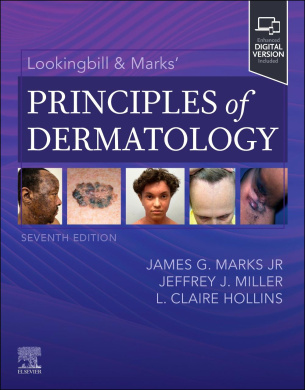 Enhanced
DIGITAL
VERSION
Included
Lookingbill & Marks'
PRINCIPLES of
DERMATOLOGY
SEVENTH EDITION
JAMES G. MARKS JR
JEFFREY J. MILLER
L. CLAIRE HOLLINS
ELSEVIER